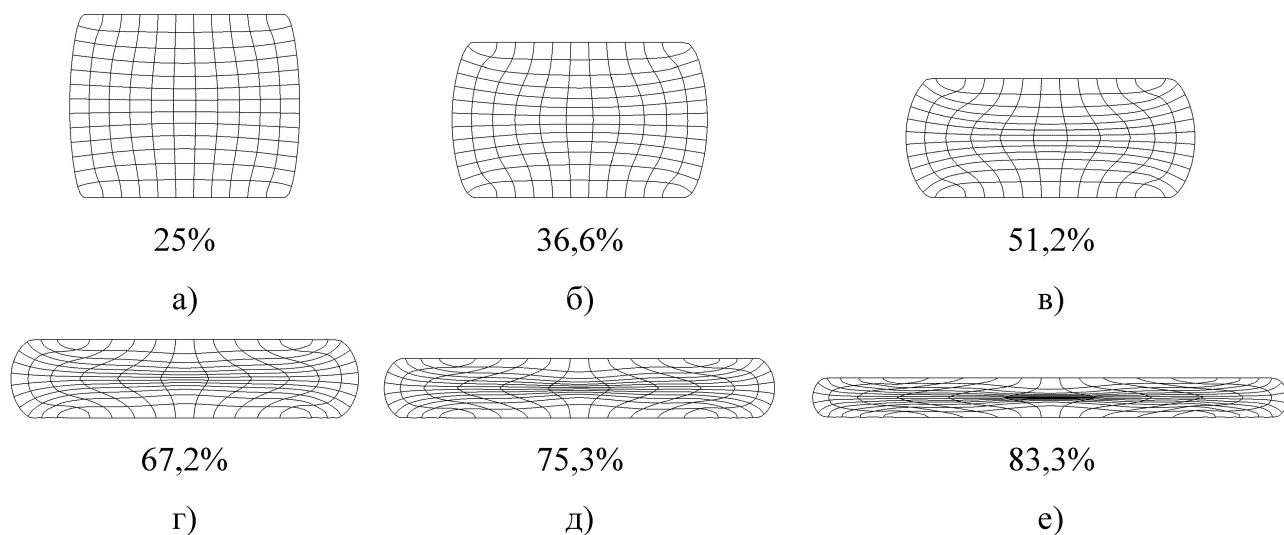 25% 36,6% 51,2%
а) б) в)
67,2% 75,3% 83,3%
г) д) е)